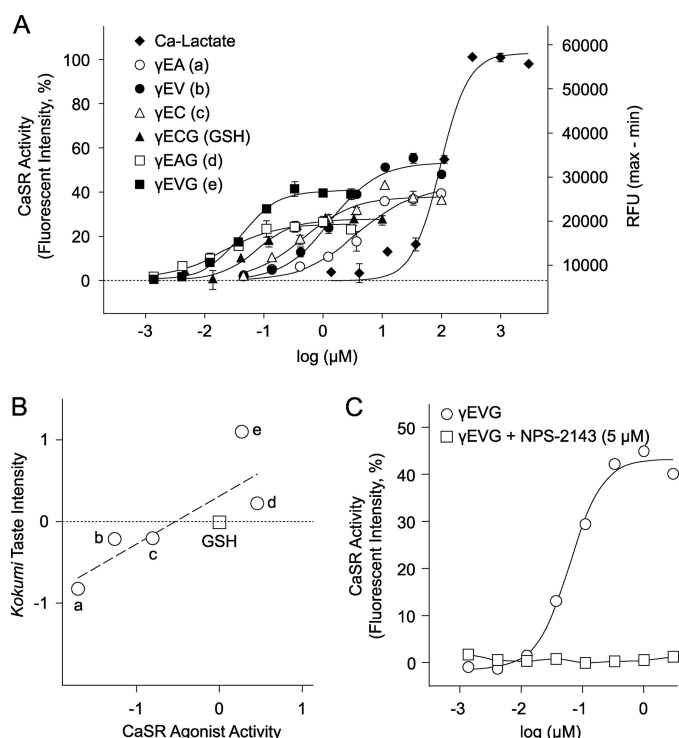 A
Ca-Lactate
γEA (a)
γEV (b)
γEC (c)
γECG (GSH)
γEAG (d)
γEVG (e)
CaSR Activity
(Fluorescent Intensity, %)
100
80
60
40
20
0
60000
50000
40000
30000
20000
10000
RFU (max - min)
-3 -2 -1 0 1 2 3
log (μM)
B
Kokumi Taste Intensity
1
0
-1
e
d
b
c
GSH
a
-1 0 1
CaSR Agonist Activity
C
γEVG
γEVG + NPS-2143 (5 μM)
CaSR Activity
(Fluorescent Intensity, %)
50
40
30
20
10
0
-3 -2 -1 0
log (μM)